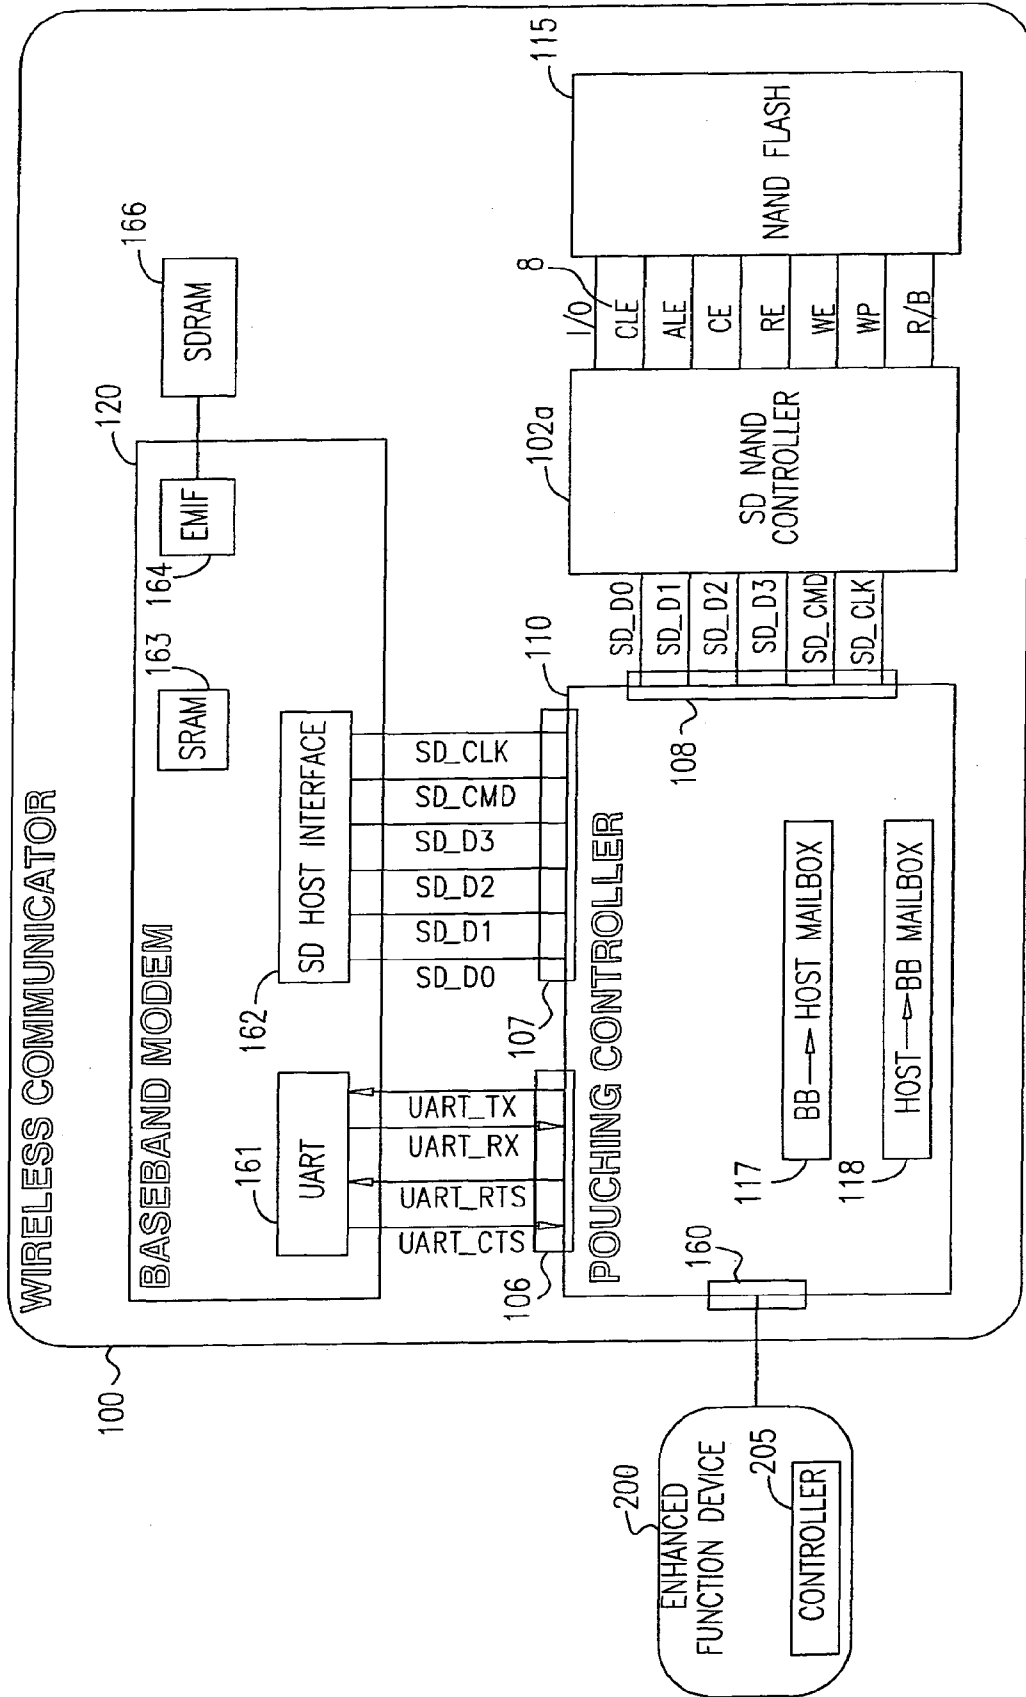 WIRELESS COMMUNICATOR
100
BASEBAND MODEM
120
UART
161
SD HOST INTERFACE
162
SRAM
163
EMIF
164
SDRAM
166
UART_CTS
UART_RTS
UART_RX
UART_TX
SD_D0
SD_D1
SD_D2
SD_D3
SD_CMD
SD_CLK
106
107
POUCHING CONTROLLER
110
160
BB HOST MAILBOX
117
HOST BB MAILBOX
118
108
SD_D0
SD_D1
SD_D2
SD_D3
SD_CMD
SD_CLK
102a
SD NAND
CONTROLLER
I/O
8
CLE
ALE
CE
RE
WE
WP
R/B
115
NAND FLASH
200
ENHANCED
FUNCTION DEVICE
205
CONTROLLER